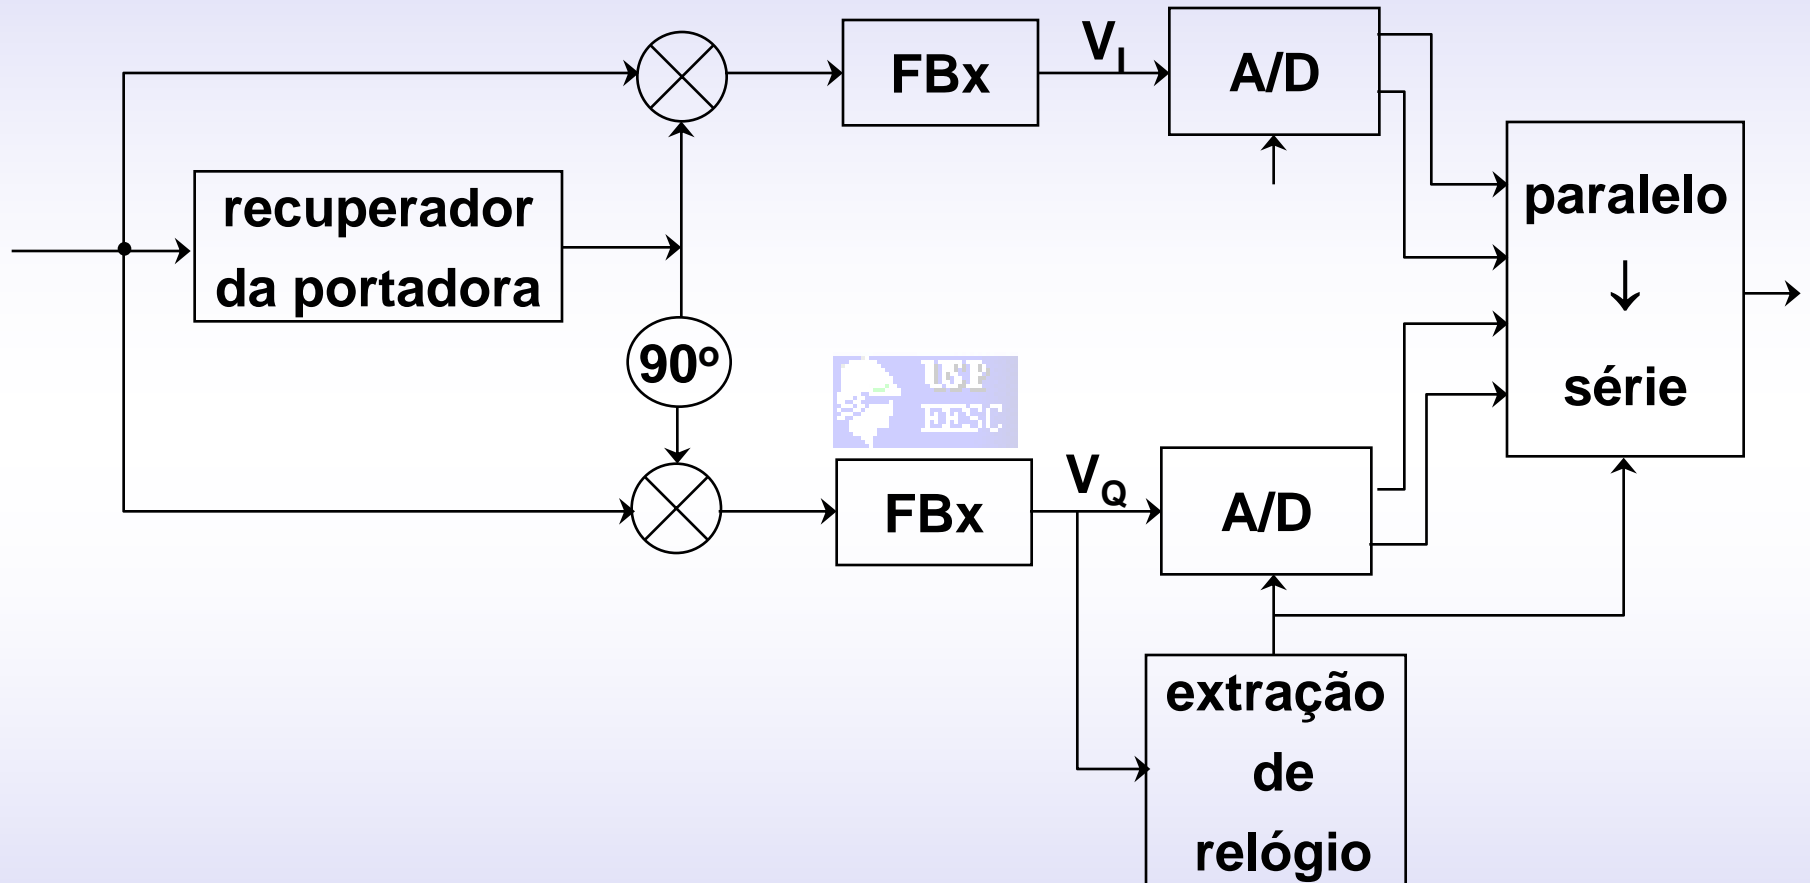 FBx
V_I
A/D
recuperador
da portadora
paralelo
↓
série
90º
USP
EESC
FBx
V_Q
A/D
extração
de
relógio